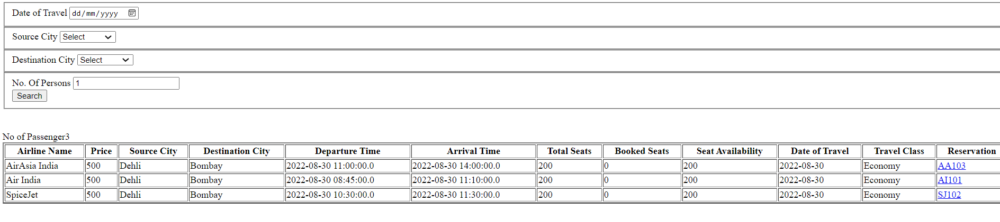 Date of Travel dd/mm/yyyy
Source City Select
Destination City Select
No. Of Persons 1
Search
No of Passenger3
Airline Name Price Source City Destination City Departure Time Arrival Time Total Seats Booked Seats Seat Availability Date of Travel Travel Class Reservation
AirAsia India 500 Dehli Bombay 2022-08-30 11:00:00.0 2022-08-30 14:00:00.0 200 0 200 2022-08-30 Economy AA103
Air India 500 Dehli Bombay 2022-08-30 08:45:00.0 2022-08-30 11:10:00.0 200 0 200 2022-08-30 Economy AI101
SpiceJet 500 Dehli Bombay 2022-08-30 10:30:00.0 2022-08-30 11:30:00.0 200 0 200 2022-08-30 Economy SJ102